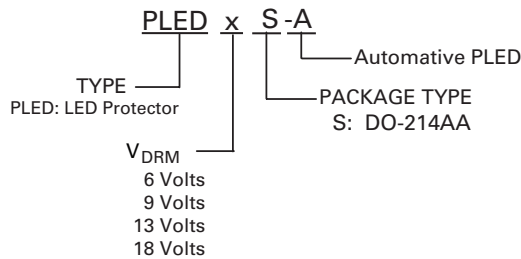 PLED x S -A
Automative PLED
TYPE
PLED: LED Protector
PACKAGE TYPE
S: DO-214AA
VDRM
6 Volts
9 Volts
13 Volts
18 Volts